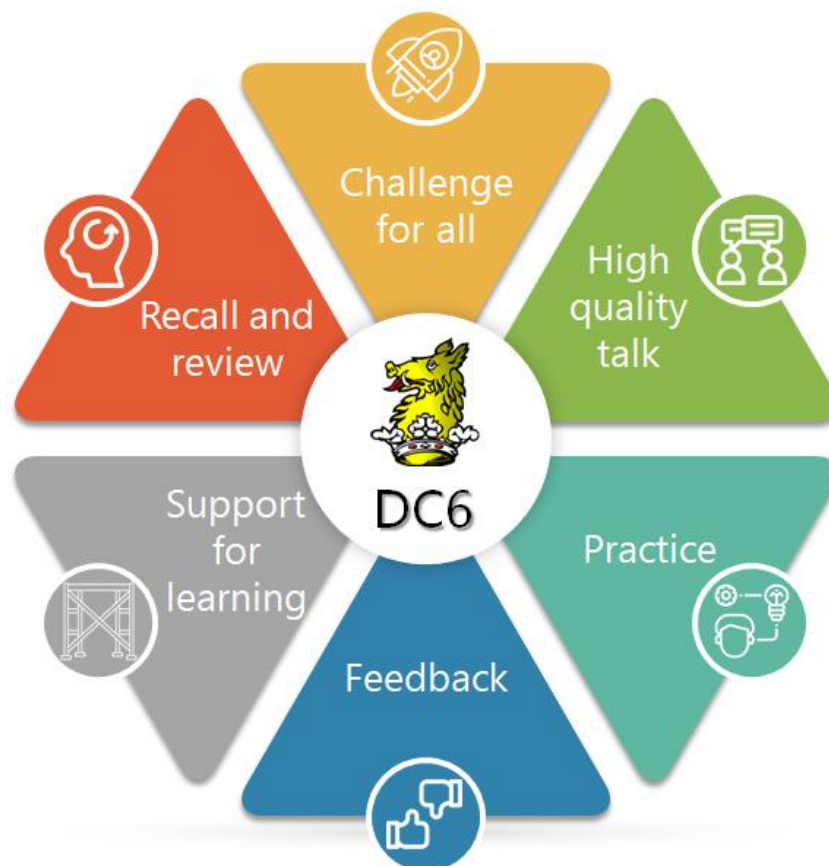 Challenge
for all
High
quality
talk
Practice
Feedback
Support
for
learning
Recall and
review
DC6